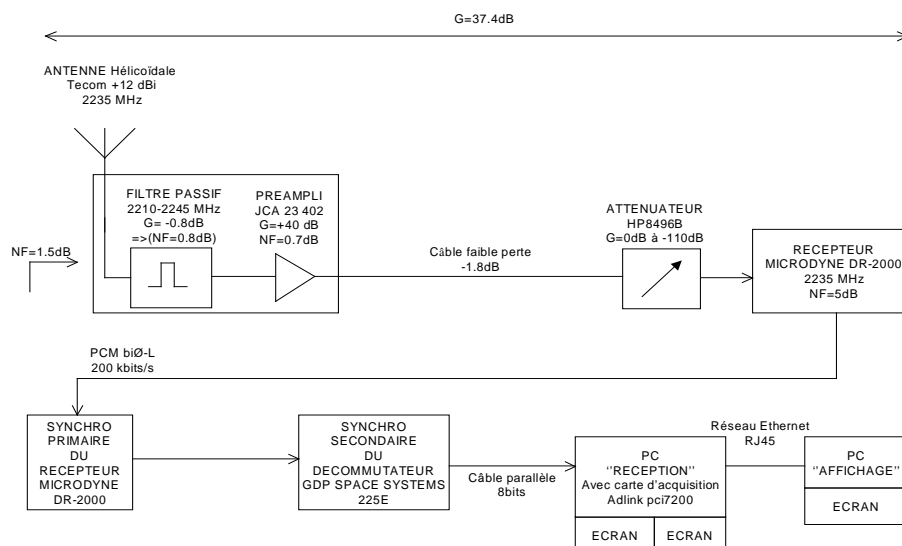 G=37.4dB
ANTENNE Hélicoïdale
Tecom +12 dBi
2235 MHz
FILTRE PASSIF
2210-2245 MHz
G= -0.8dB
=>(NF=0.8dB)
PREAMPLI
JCA 23 402
G=+40 dB
NF=0.7dB
NF=1.5dB
Câble faible perte
-1.8dB
ATTENUATEUR
HP8496B
G=0dB à -110dB
RECEPTEUR
MICRODYNE DR-2000
2235 MHz
NF=5dB
PCM biØ-L
200 kbits/s
SYNCHRO
PRIMAIRE
DU
RECEPTEUR
MICRODYNE
DR-2000
SYNCHRO
SECONDAIRE
DU
DECOMMUTATEUR
GDP SPACE SYSTEMS
225E
Câble parallèle
8bits
PC
‘'RECEPTION’'
Avec carte d'acquisition
Adlink pci7200
ECRAN
ECRAN
Réseau Ethernet
RJ45
PC
‘'AFFICHAGE’'
ECRAN